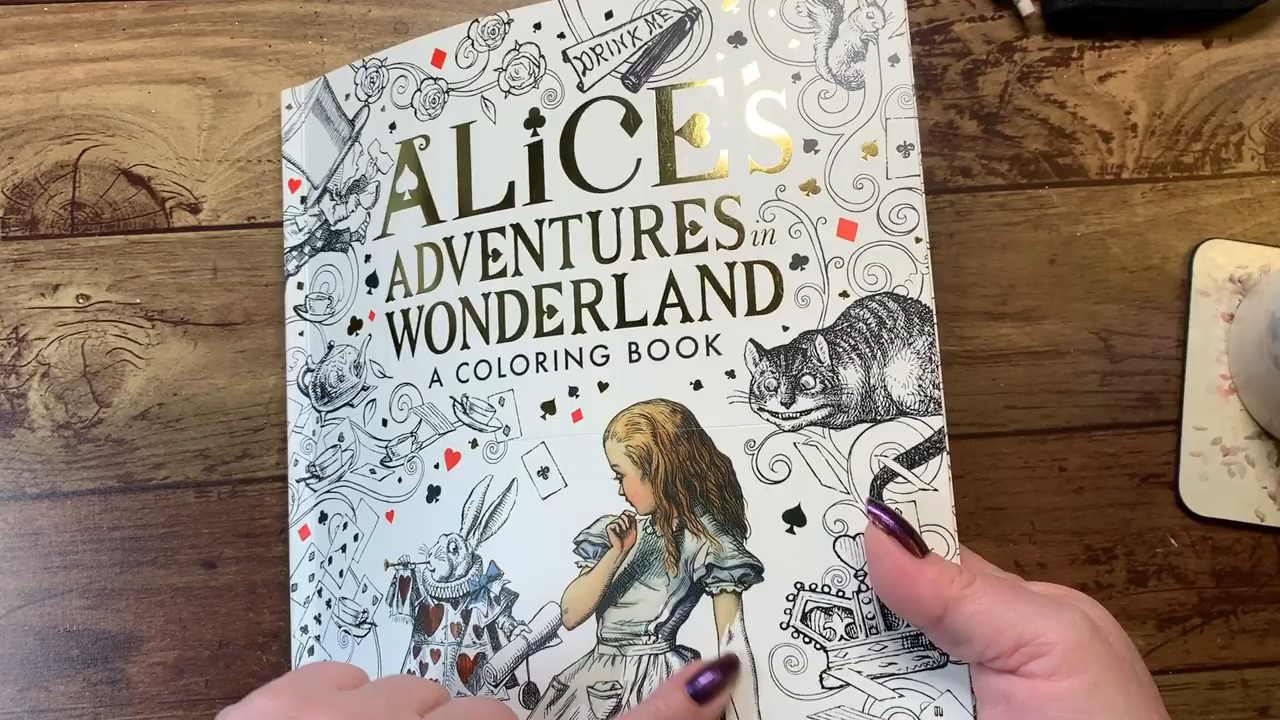 DRINK ME
ALiCE's
ADVENTURES in
WONDERLAND
A COLORING BOOK